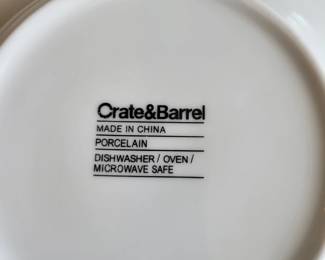 Crate&Barrel
MADE IN CHINA
PORCELAIN
DISHWASHER / OVEN /
MICROWAVE SAFE